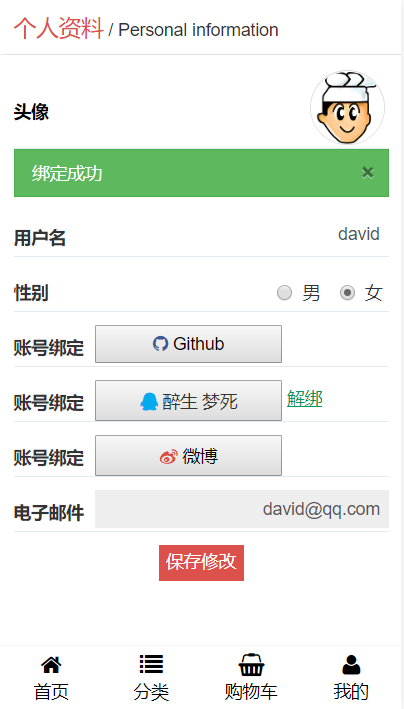 个人资料 / Personal information
头像
绑定成功 ×
用户名 david
性别 男 女
账号绑定 Github
账号绑定 醉生 梦死 解绑
账号绑定 微博
电子邮件 david@qq.com
保存修改
首页 分类 购物车 我的